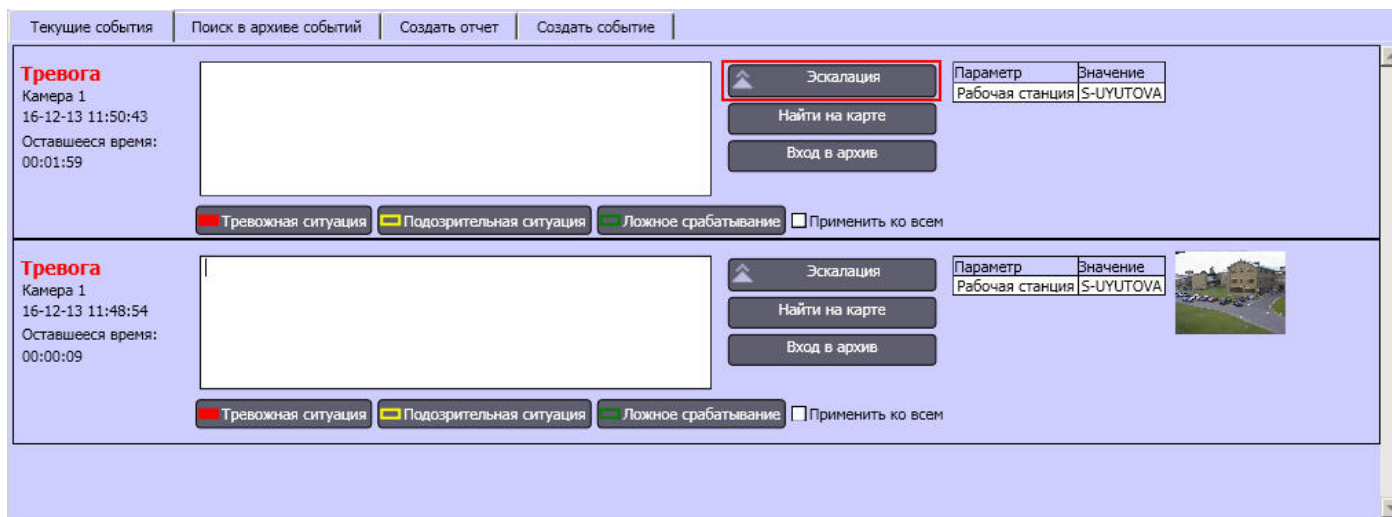 Текущие события Поиск в архиве событий Создать отчет Создать событие
Тревога
Камера 1
16-12-13 11:50:43
Оставшееся время:
00:01:59
Эскалация
Найти на карте
Вход в архив
Параметр Значение
Рабочая станция S-UYUTOVA
Тревожная ситуация Подозрительная ситуация Ложное срабатывание Применить ко всем
Тревога
Камера 1
16-12-13 11:48:54
Оставшееся время:
00:00:09
Эскалация
Найти на карте
Вход в архив
Параметр Значение
Рабочая станция S-UYUTOVA
Тревожная ситуация Подозрительная ситуация Ложное срабатывание Применить ко всем